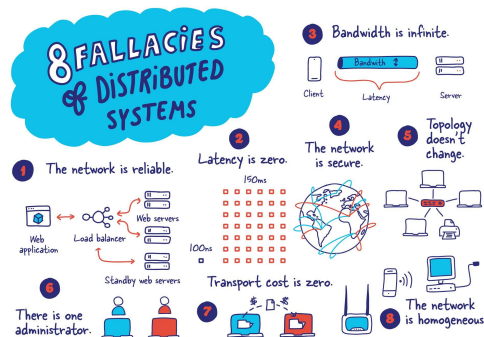 8 FALLACIES
OF DISTRIBUTED
SYSTEMS
1
The network is reliable.
Web
application
Load balancer
Web servers
Standby web servers
2
Latency is zero.
150ms
100ns
3
Bandwidth is infinite.
Bandwith
Client
Latency
Server
4
The network
is secure.
5
Topology
doesn't
change.
6
There is one
administrator.
7
Transport cost is zero.
$
$
8
The network
is homogeneous